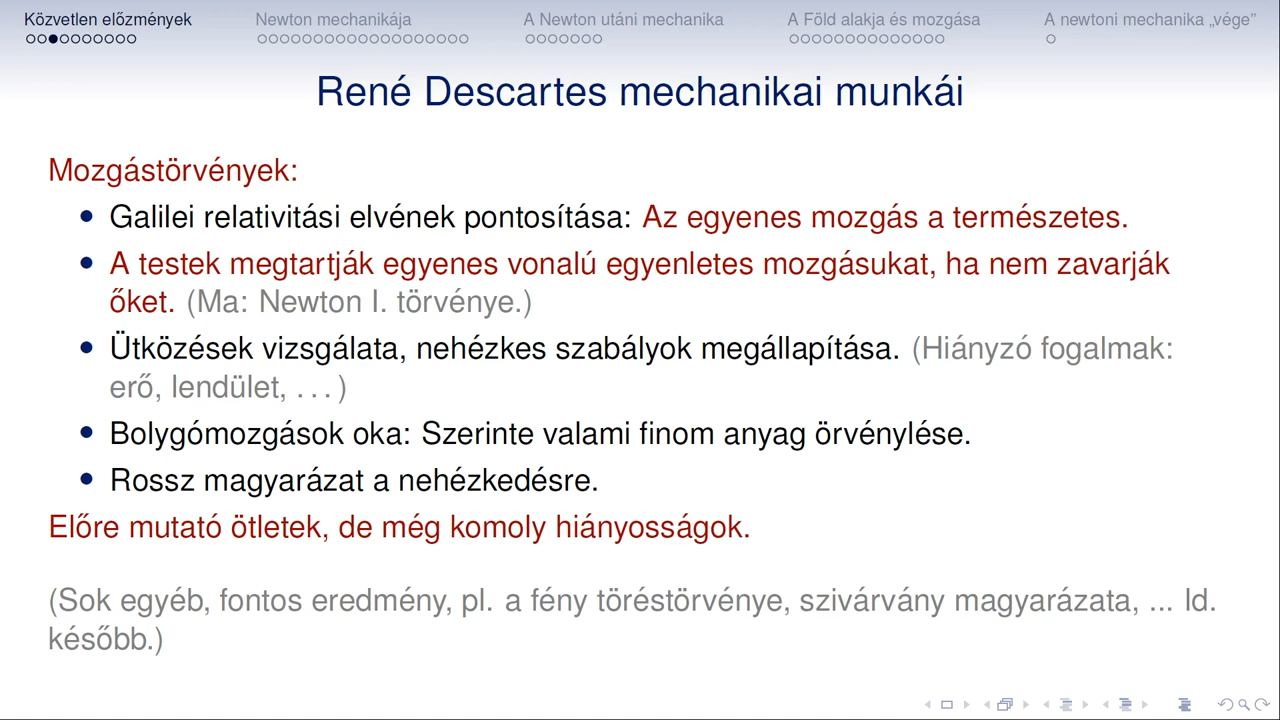 Közvetlen előzmények
Newton mechanikája
A Newton utáni mechanika
A Föld alakja és mozgása
A newtoni mechanika „vége”
René Descartes mechanikai munkái
Mozgástörvények:
• Galilei relativitási elvének pontosítása: Az egyenes mozgás a természetes.
• A testek megtartják egyenes vonalú egyenletes mozgásukat, ha nem zavarják
őket. (Ma: Newton I. törvénye.)
• Ütközések vizsgálata, nehézkes szabályok megállapítása. (Hiányzó fogalmak:
erő, lendület, . . . )
• Bolygómozgások oka: Szerinte valami finom anyag örvénylése.
• Rossz magyarázat a nehézkedésre.
Előre mutató ötletek, de még komoly hiányosságok.
(Sok egyéb, fontos eredmény, pl. a fény töréstörvénye, szivárvány magyarázata, ... ld.
később.)